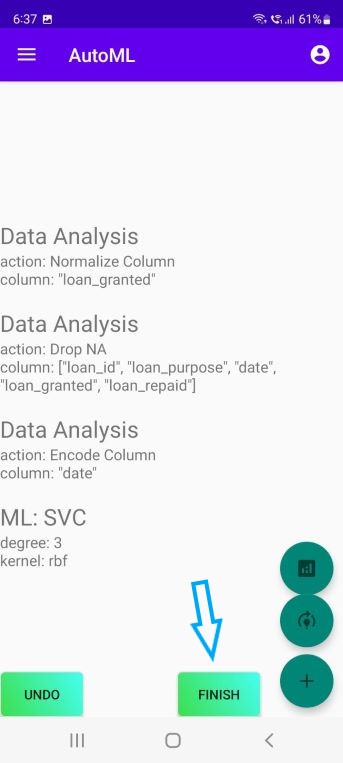 6:37 61%
AutoML
Data Analysis
action: Normalize Column
column: "loan_granted"
Data Analysis
action: Drop NA
column: ["loan_id", "loan_purpose", "date",
"loan_granted", "loan_repaid"]
Data Analysis
action: Encode Column
column: "date"
ML: SVC
degree: 3
kernel: rbf
UNDO FINISH